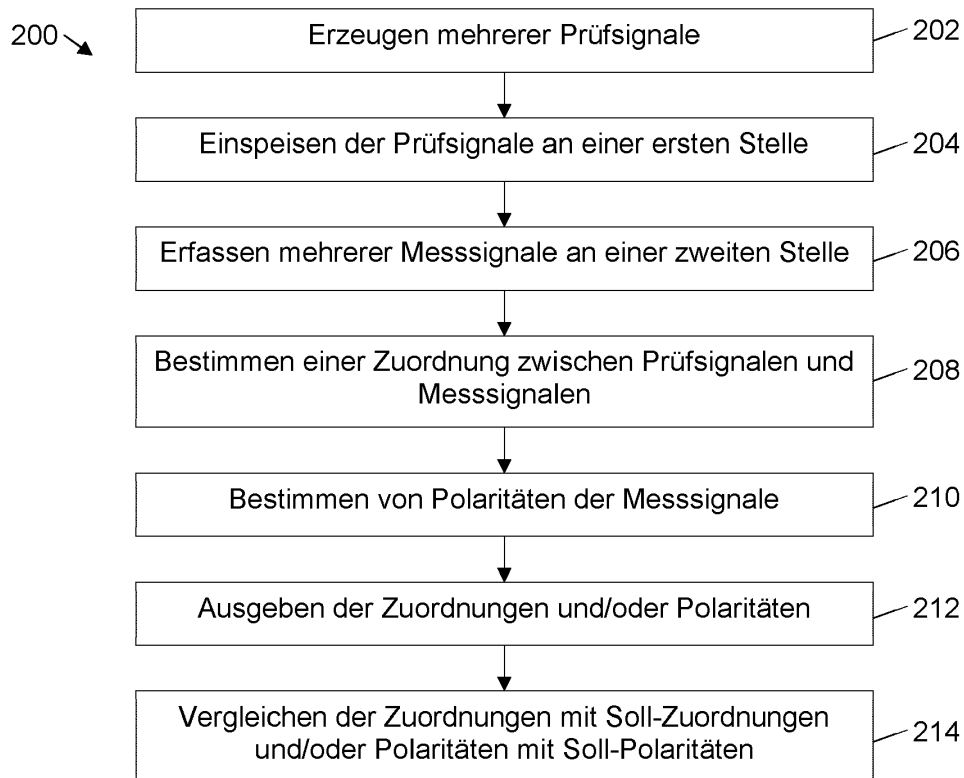 200
Erzeugen mehrerer Prüfsignale
202
Einspeisen der Prüfsignale an einer ersten Stelle
204
Erfassen mehrerer Messsignale an einer zweiten Stelle
206
Bestimmen einer Zuordnung zwischen Prüfsignalen und
Messsignalen
208
Bestimmen von Polaritäten der Messsignale
210
Ausgeben der Zuordnungen und/oder Polaritäten
212
Vergleichen der Zuordnungen mit Soll-Zuordnungen
und/oder Polaritäten mit Soll-Polaritäten
214